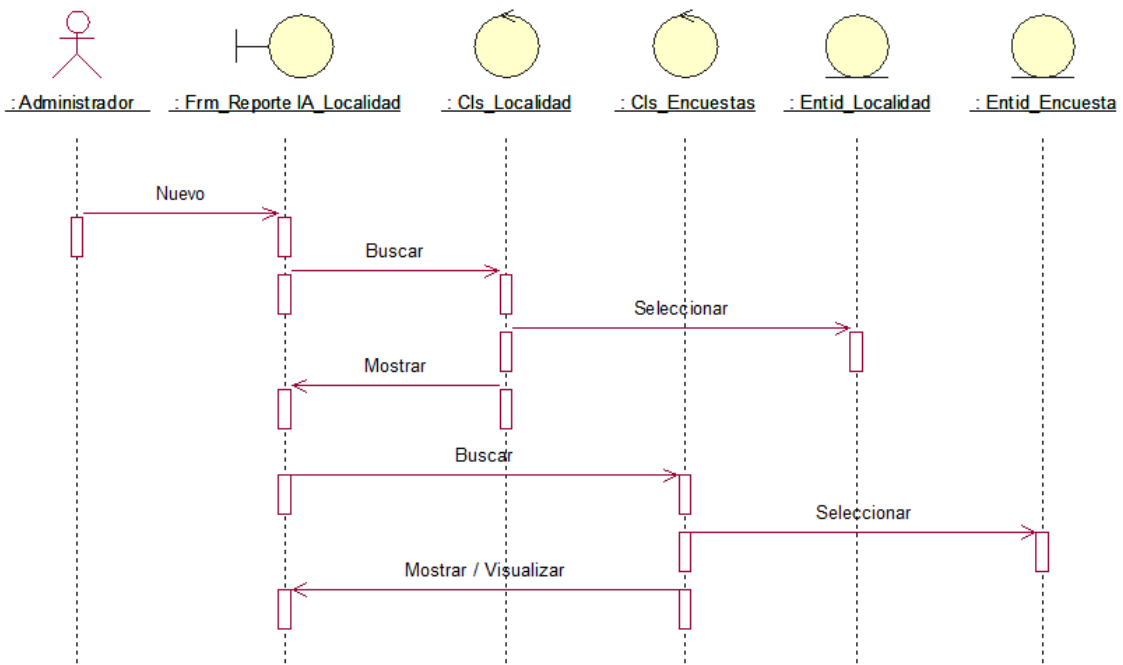 : Administrador
: Frm_Reporte IA_Localidad
: Cls_Localidad
: Cls_Encuestas
: Entid_Localidad
: Entid_Encuesta
Nuevo
Buscar
Seleccionar
Mostrar
Buscar
Seleccionar
Mostrar / Visualizar